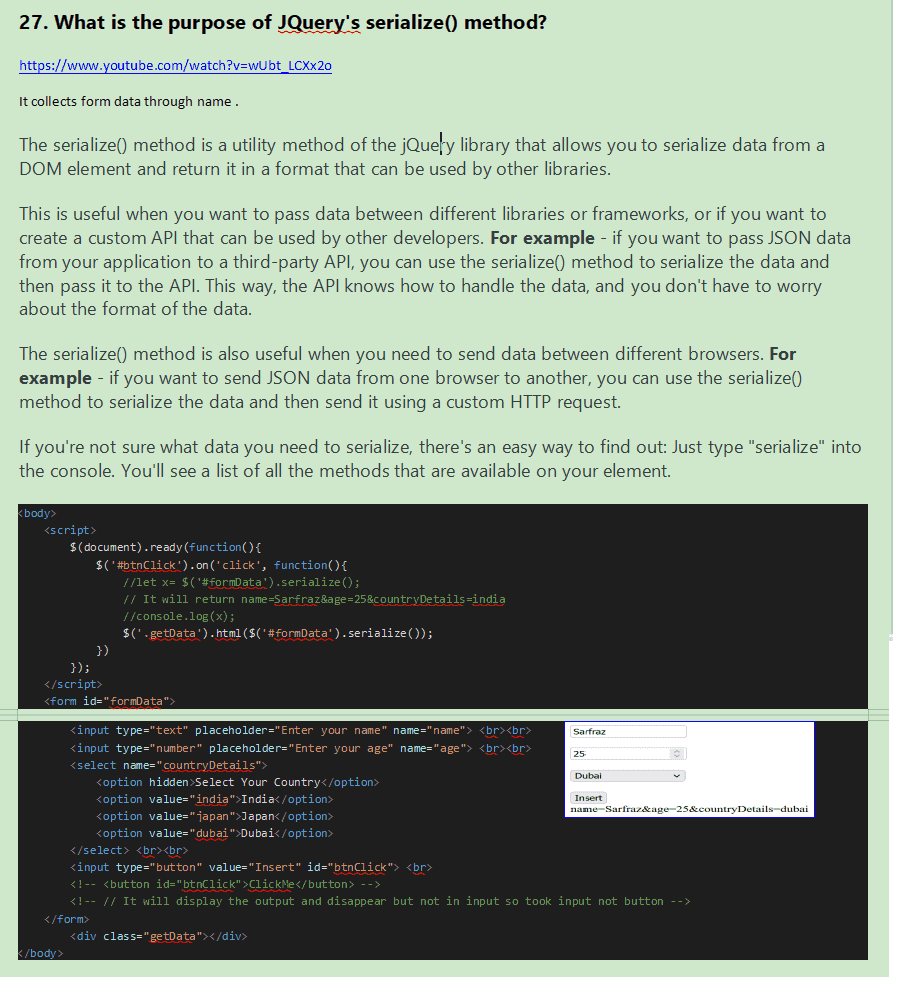 27. What is the purpose of JQuery's serialize() method?
https://www.youtube.com/watch?v=wUbt_LCXx2o
It collects form data through name .
The serialize() method is a utility method of the jQuery library that allows you to serialize data from a
DOM element and return it in a format that can be used by other libraries.
This is useful when you want to pass data between different libraries or frameworks, or if you want to
create a custom API that can be used by other developers. For example - if you want to pass JSON data
from your application to a third-party API, you can use the serialize() method to serialize the data and
then pass it to the API. This way, the API knows how to handle the data, and you don't have to worry
about the format of the data.
The serialize() method is also useful when you need to send data between different browsers. For
example - if you want to send JSON data from one browser to another, you can use the serialize()
method to serialize the data and then send it using a custom HTTP request.
If you're not sure what data you need to serialize, there's an easy way to find out: Just type "serialize" into
the console. You'll see a list of all the methods that are available on your element.
<body>
<script>
$(document).ready(function(){
$('#btnClick').on('click', function(){
//let x= $('#formData').serialize();
// It will return name=Sarfraz&age=25&countryDetails=india
//console.log(x);
$('.getData').html($('#formData').serialize());
})
});
</script>
<form id="formData">
<input type="text" placeholder="Enter your name" name="name"> <br><br>
<input type="number" placeholder="Enter your age" name="age"> <br><br>
<select name="countryDetails">
<option hidden>Select Your Country</option>
<option value="india">India</option>
<option value="japan">Japan</option>
<option value="dubai">Dubai</option>
</select> <br><br>
<input type="button" value="Insert" id="btnClick"> <br>
<!-- <button id="btnClick">ClickMe</button> -->
<!-- // It will display the output and disappear but not in input so took input not button -->
</form>
<div class="getData"></div>
</body>
Sarfraz
25
Dubai
Insert
name=Sarfraz&age=25&countryDetails=dubai